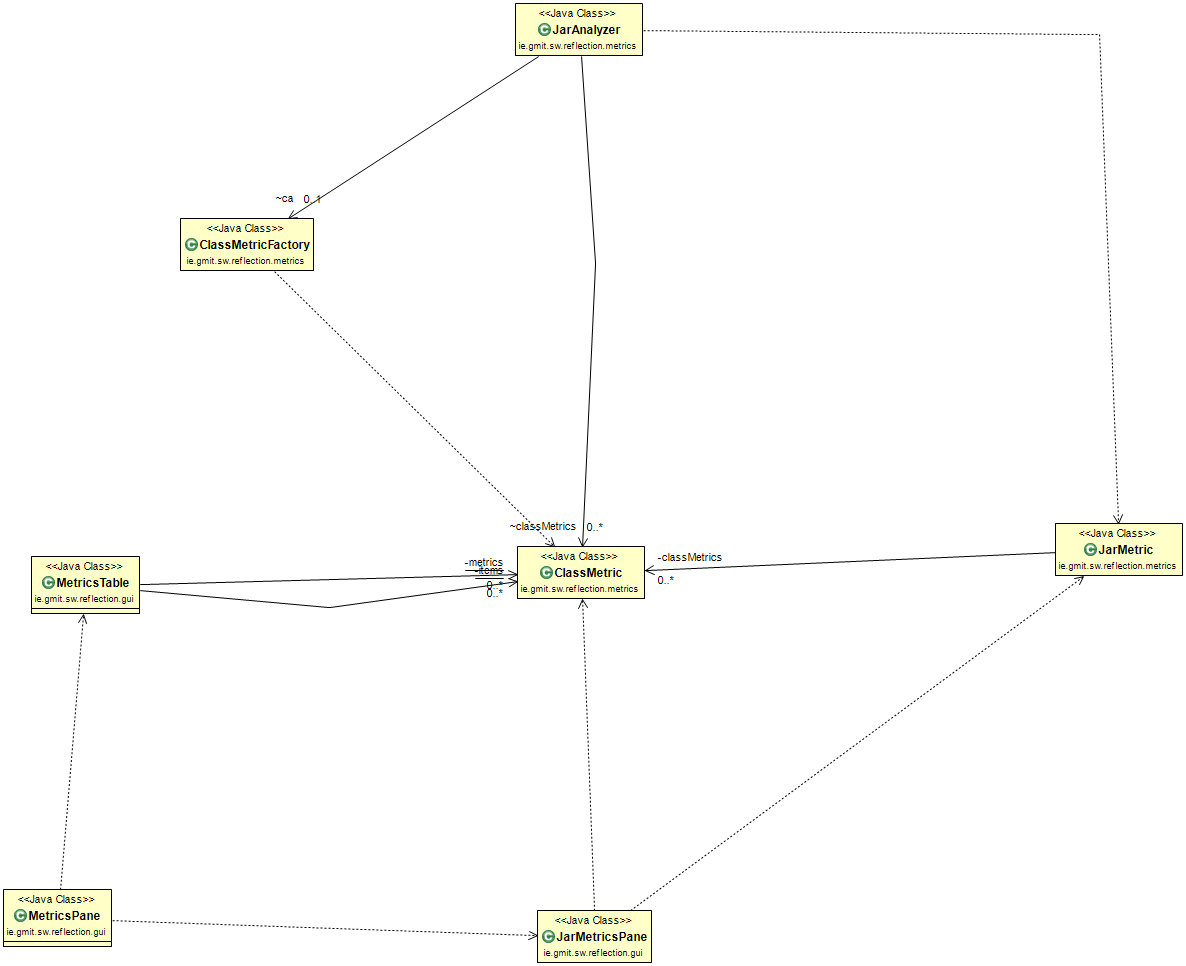 <<Java Class>>
JarAnalyzer
ie.gmit.sw.reflection.metrics
~ca 0..1
<<Java Class>>
ClassMetricFactory
ie.gmit.sw.reflection.metrics
~classMetrics 0..*
<<Java Class>>
JarMetric
ie.gmit.sw.reflection.metrics
<<Java Class>>
ClassMetric
ie.gmit.sw.reflection.metrics
-classMetrics
0..*
-metrics
-items
0..*
0..*
<<Java Class>>
MetricsTable
ie.gmit.sw.reflection.gui
<<Java Class>>
MetricsPane
ie.gmit.sw.reflection.gui
<<Java Class>>
JarMetricsPane
ie.gmit.sw.reflection.gui